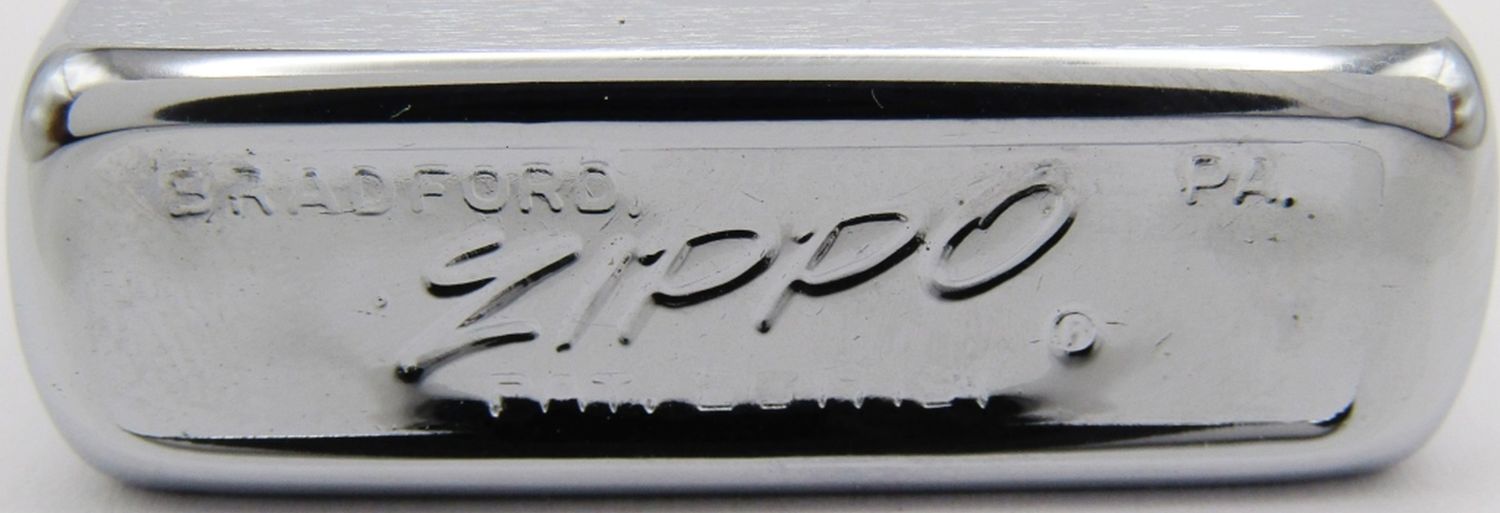 BRADFORD, PA.
ZIPPO ®